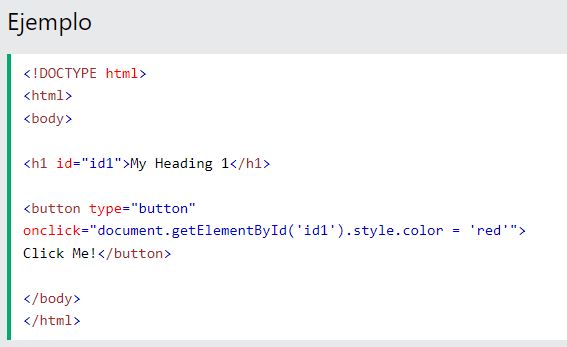 Ejemplo
<!DOCTYPE html>
<html>
<body>
<h1 id="id1">My Heading 1</h1>
<button type="button"
onclick="document.getElementById('id1').style.color = 'red'">
Click Me!</button>
</body>
</html>